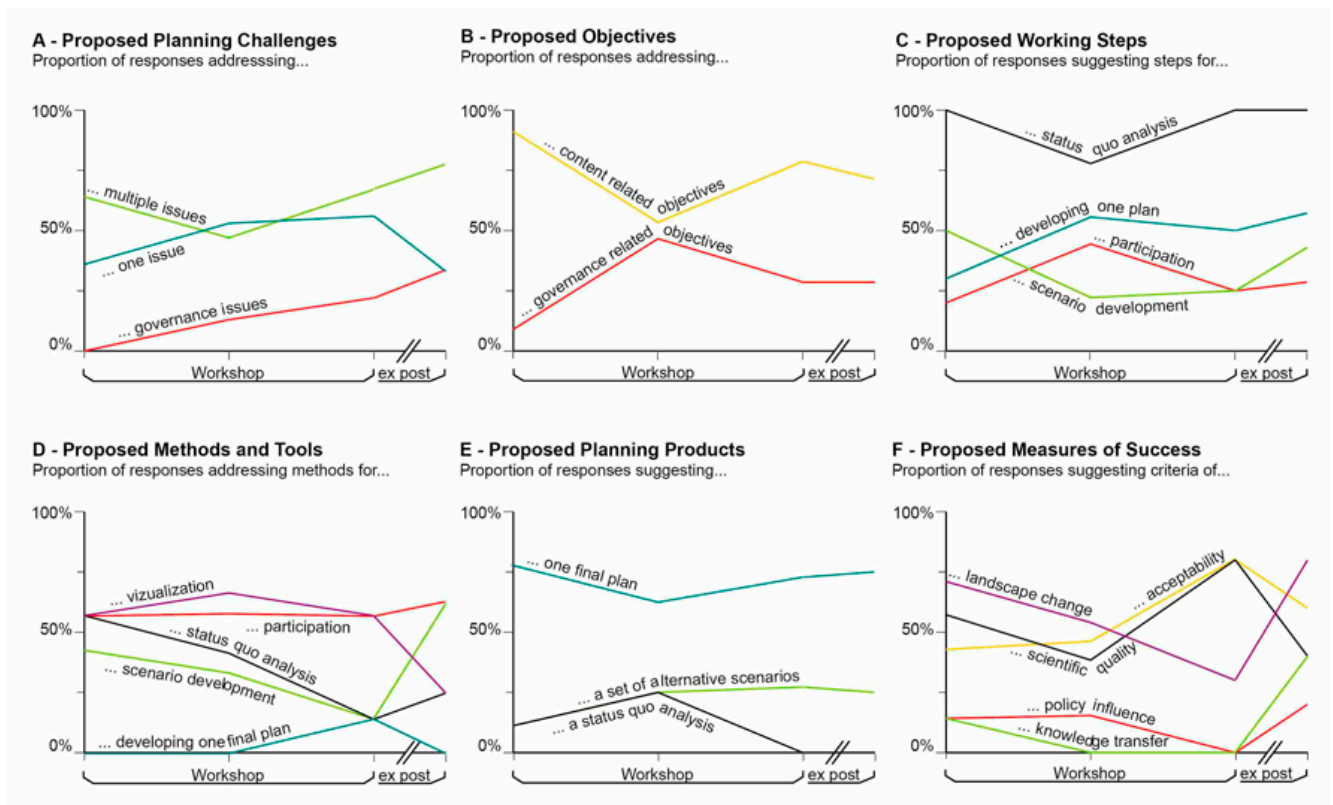 A - Proposed Planning Challenges
Proportion of responses addresssing...
100%
50%
0%
... multiple issues
... one issue
... governance issues
Workshop
ex post
B - Proposed Objectives
Proportion of responses addressing...
100%
50%
0%
... content related objectives
... governance related objectives
Workshop
ex post
C - Proposed Working Steps
Proportion of responses suggesting steps for...
100%
50%
0%
... status quo analysis
... developing one plan
... participation
... scenario development
Workshop
ex post
D - Proposed Methods and Tools
Proportion of responses addressing methods for...
100%
50%
0%
... vizualization
... participation
... status quo analysis
... scenario development
... developing one final plan
Workshop
ex post
E - Proposed Planning Products
Proportion of responses suggesting...
100%
50%
0%
... one final plan
... a set of alternative scenarios
... a status quo analysis
Workshop
ex post
F - Proposed Measures of Success
Proportion of responses suggesting criteria of...
100%
50%
0%
... landscape change
... acceptability
... scientific quality
... policy influence
... knowledge transfer
Workshop
ex post